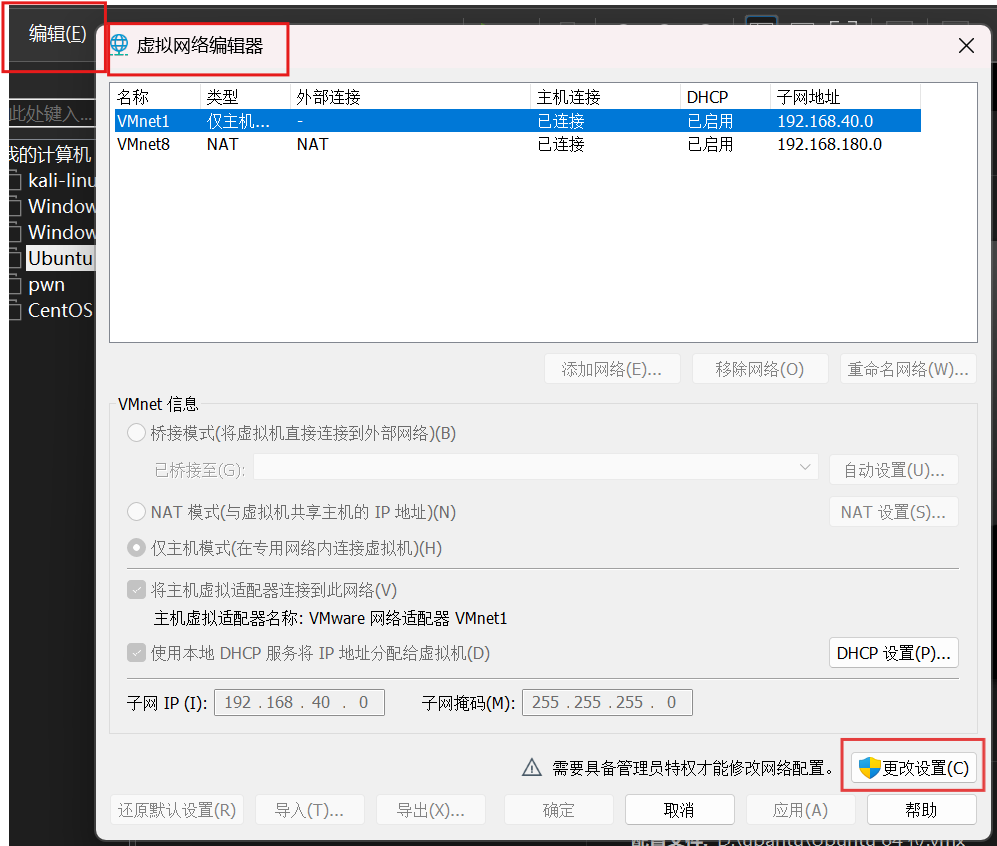 编辑(E)
虚拟网络编辑器
此处键入...
我的计算机
kali-linu
Window
Window
Ubuntu
pwn
CentOS
名称 类型 外部连接 主机连接 DHCP 子网地址
VMnet1 仅主机... - 已连接 已启用 192.168.40.0
VMnet8 NAT NAT 已连接 已启用 192.168.180.0
添加网络(E)... 移除网络(O) 重命名网络(W)...
VMnet 信息
桥接模式(将虚拟机直接连接到外部网络)(B)
已桥接至(G): 自动设置(U)...
NAT 模式(与虚拟机共享主机的 IP 地址)(N) NAT 设置(S)...
仅主机模式(在专用网络内连接虚拟机)(H)
将主机虚拟适配器连接到此网络(V)
主机虚拟适配器名称: VMware 网络适配器 VMnet1
使用本地 DHCP 服务将 IP 地址分配给虚拟机(D) DHCP 设置(P)...
子网 IP (I): 192 . 168 . 40 . 0 子网掩码(M): 255 . 255 . 255 . 0
需要具备管理员特权才能修改网络配置。 更改设置(C)
还原默认设置(R) 导入(T)... 导出(X)... 确定 取消 应用(A) 帮助